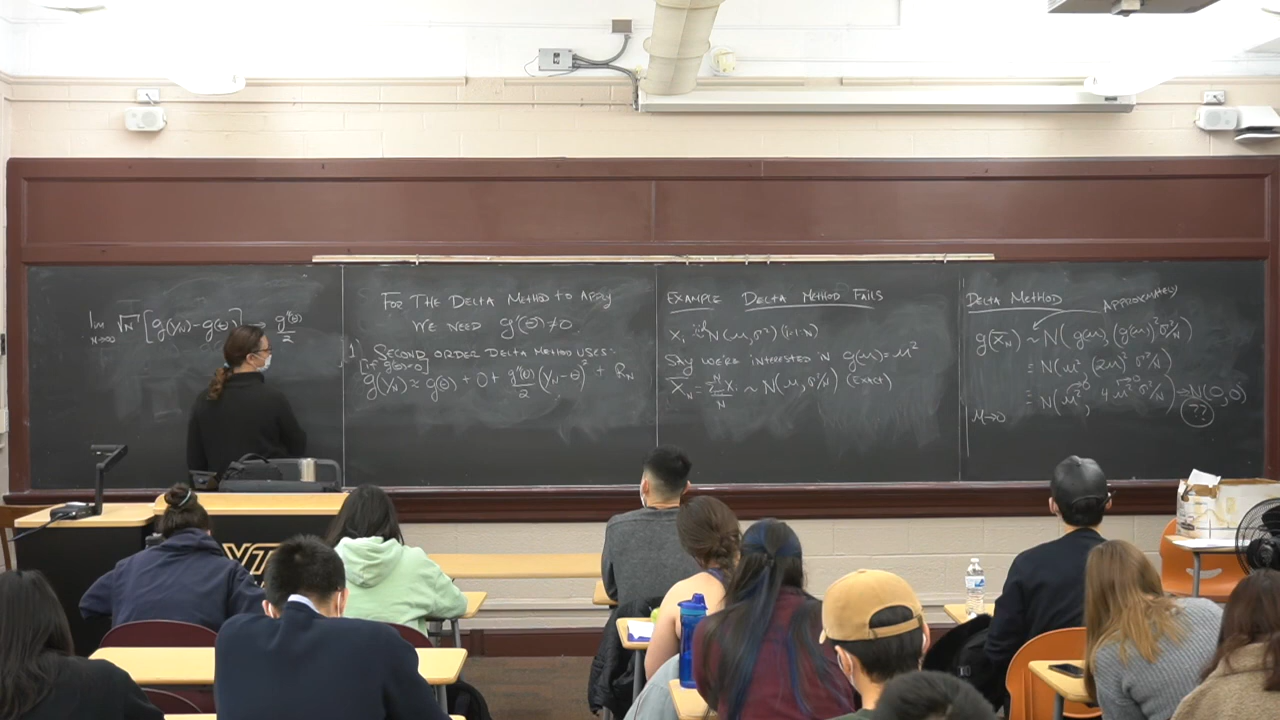 lim N→∞ √N [g(Y_N) - g(θ)] = g''(θ)/2
FOR THE DELTA METHOD TO APPLY
WE NEED g'(θ) ≠ 0.
1) SECOND ORDER DELTA METHOD USES:
[if g'(θ)=0]
g(Y_N) ≈ g(θ) + 0 + g''(θ)/2 (Y_N - θ)² + R_N
EXAMPLE DELTA METHOD FAILS
X_i iid N(μ, σ²) (i=1..N)
SAY WE'RE INTERESTED IN g(μ) = μ²
X̄_N = Σ X_i / N ~ N(μ, σ²/N) (EXACT)
DELTA METHOD APPROXIMATELY
g(X̄_N) ~ N(g(μ), (g'(μ))² σ²/N)
= N(μ², (2μ)² σ²/N)
= N(μ²→0, 4μ²→0 σ²/N) → N(0,0)
μ→0 ??